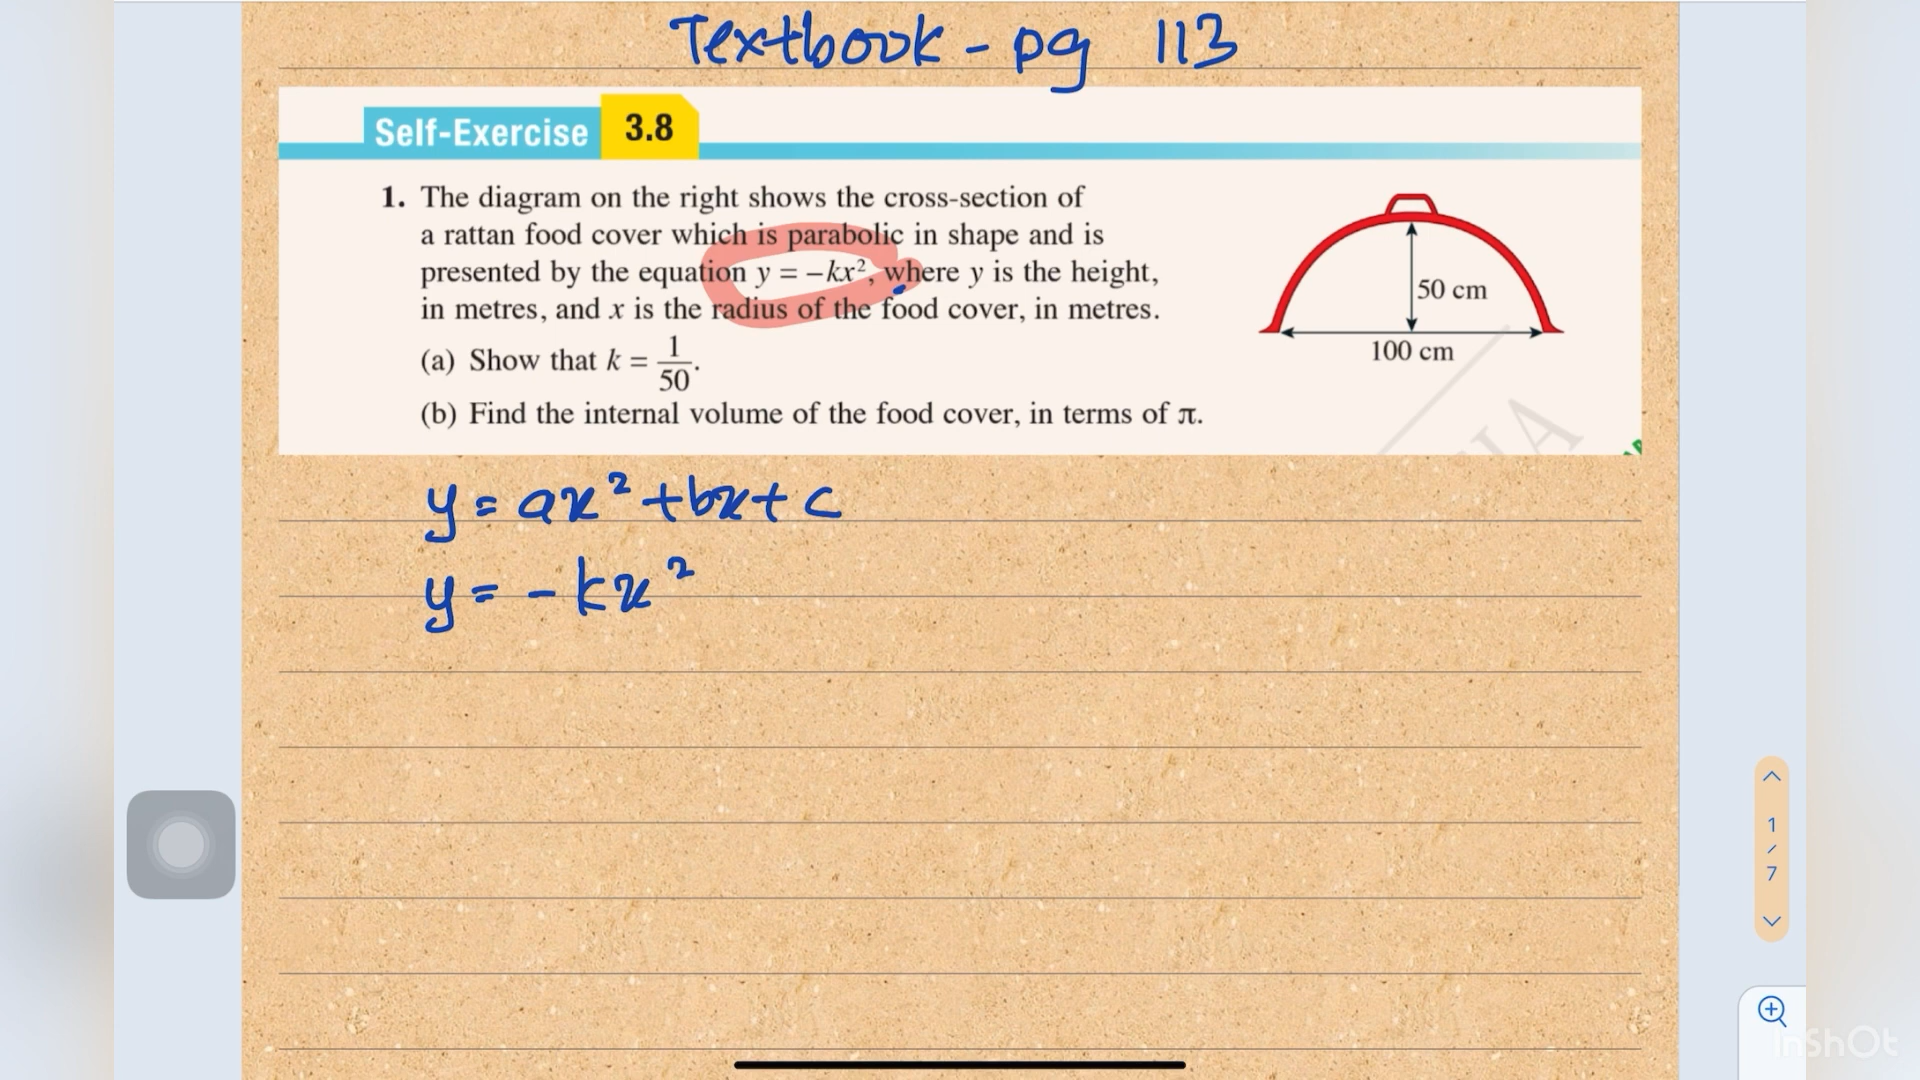 Textbook - pg 113
Self-Exercise 3.8
1. The diagram on the right shows the cross-section of
a rattan food cover which is parabolic in shape and is
presented by the equation y = –kx², where y is the height,
in metres, and x is the radius of the food cover, in metres.
(a) Show that k = 1/50.
(b) Find the internal volume of the food cover, in terms of π.
50 cm
100 cm
y = ax² + bx + c
y = - kx²
1
/
7
InShOt